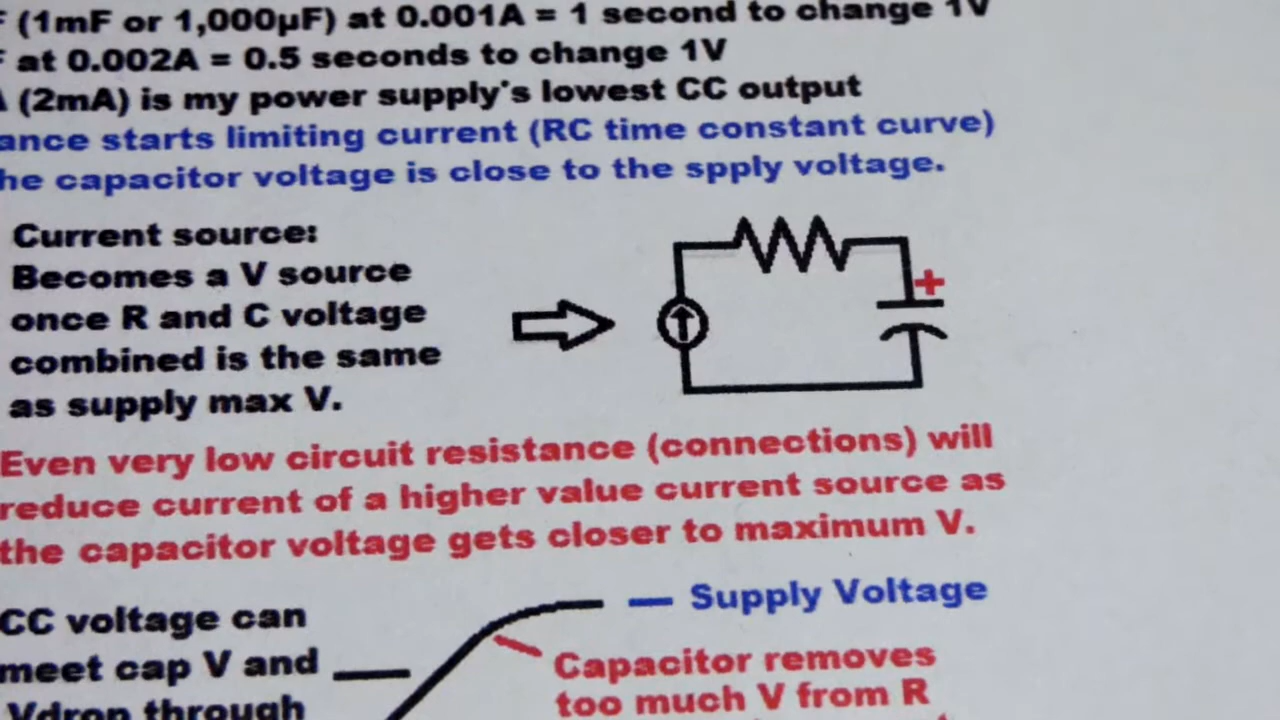 (1mF or 1,000µF) at 0.001A = 1 second to change 1V
at 0.002A = 0.5 seconds to change 1V
(2mA) is my power supply's lowest CC output
starts limiting current (RC time constant curve)
capacitor voltage is close to the spply voltage.
Current source:
Becomes a V source
once R and C voltage
combined is the same
as supply max V.
+
Even very low circuit resistance (connections) will
reduce current of a higher value current source as
the capacitor voltage gets closer to maximum V.
CC voltage can
meet cap V and
Vdrop through
Supply Voltage
Capacitor removes
too much V from R